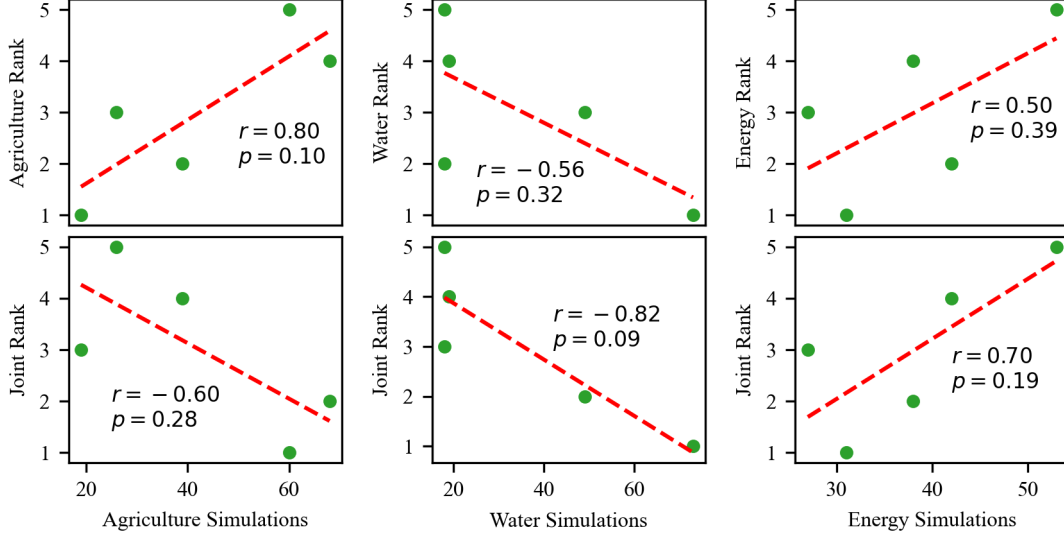 Agriculture Rank
5
4
3
2
1
r = 0.80
p = 0.10
Water Rank
5
4
3
2
1
r = −0.56
p = 0.32
Energy Rank
5
4
3
2
1
r = 0.50
p = 0.39
Joint Rank
5
4
3
2
1
r = −0.60
p = 0.28
20 40 60
Agriculture Simulations
Joint Rank
5
4
3
2
1
r = −0.82
p = 0.09
20 40 60
Water Simulations
Joint Rank
5
4
3
2
1
r = 0.70
p = 0.19
30 40 50
Energy Simulations